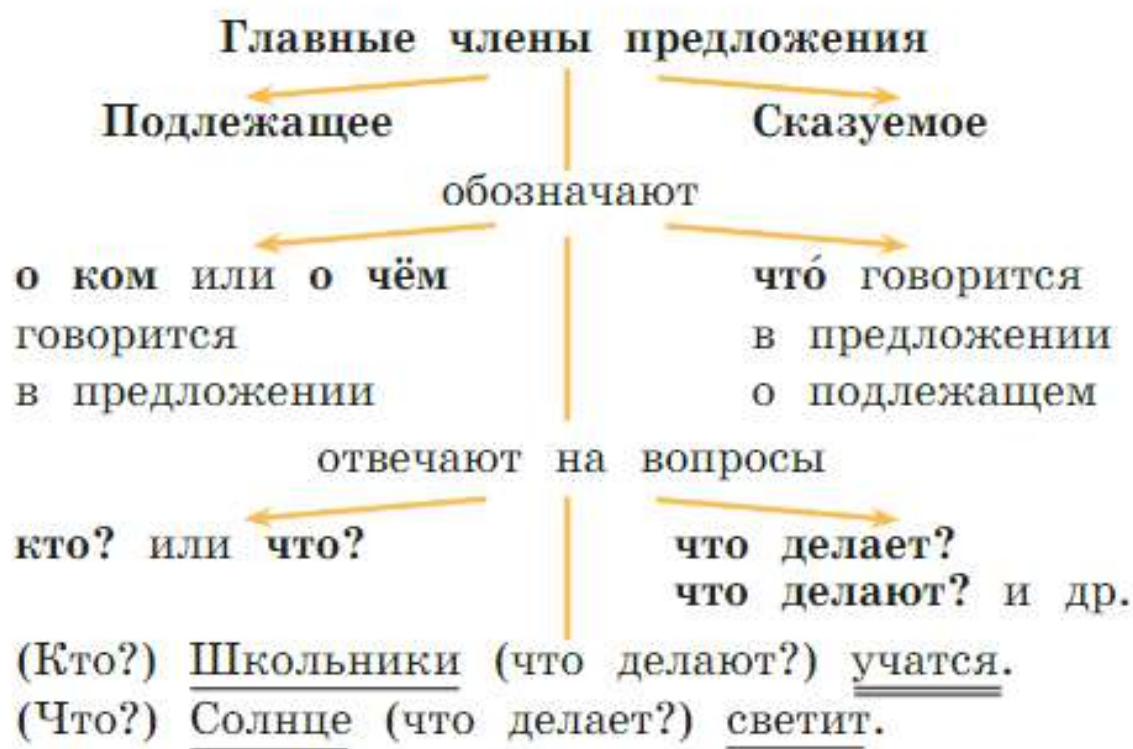 Главные члены предложения
Подлежащее Сказуемое
обозначают
о ком или о чём что́ говорится
говорится в предложении
в предложении о подлежащем
отвечают на вопросы
кто? или что? что делает?
что делают? и др.
(Кто?) Школьники (что делают?) учатся.
(Что?) Солнце (что делает?) светит.